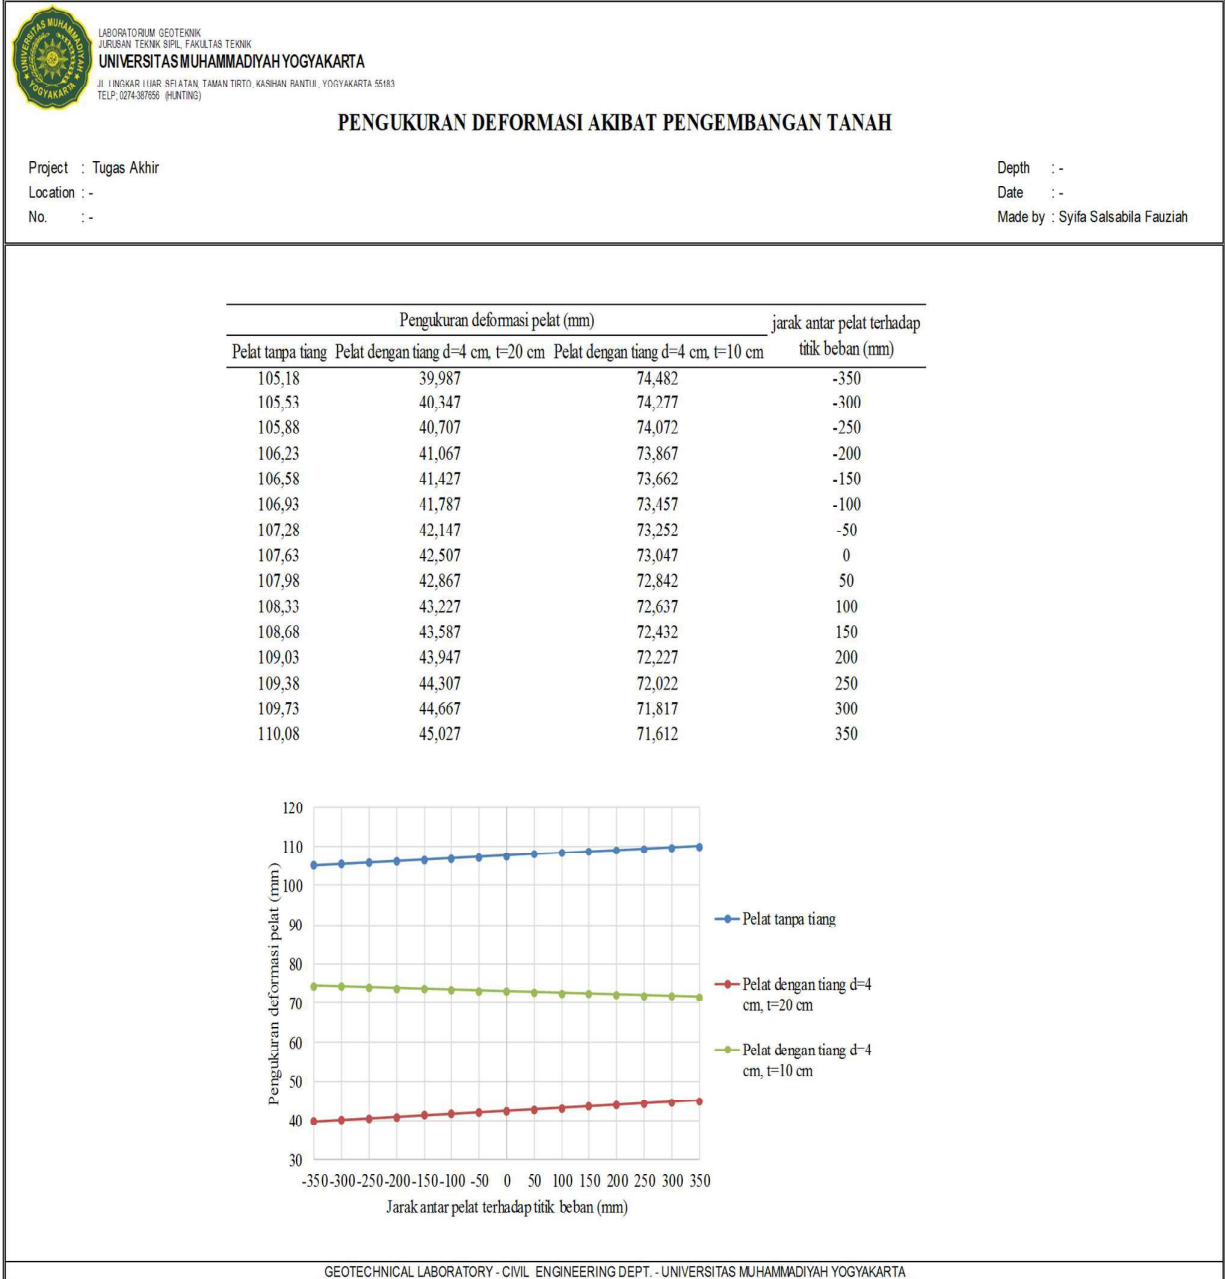 UNIVERSITAS MUHAMMADIYAH
YOGYAKARTA
LABORATORIUM GEOTEKNIK
JURUSAN TEKNIK SIPIL, FAKULTAS TEKNIK
UNIVERSITAS MUHAMMADIYAH YOGYAKARTA
JL. LINGKAR LUAR SELATAN, TAMAN TIRTO, KASIHAN BANTUL, YOGYAKARTA 55183
TELP; 0274-387656 (HUNTING)
PENGUKURAN DEFORMASI AKIBAT PENGEMBANGAN TANAH
Project : Tugas Akhir
Location : -
No. : -
Depth : -
Date : -
Made by : Syifa Salsabila Fauziah
Pengukuran deformasi pelat (mm) jarak antar pelat terhadap
Pelat tanpa tiang Pelat dengan tiang d=4 cm, t=20 cm Pelat dengan tiang d=4 cm, t=10 cm titik beban (mm)
105,18 39,987 74,482 -350
105,53 40,347 74,277 -300
105,88 40,707 74,072 -250
106,23 41,067 73,867 -200
106,58 41,427 73,662 -150
106,93 41,787 73,457 -100
107,28 42,147 73,252 -50
107,63 42,507 73,047 0
107,98 42,867 72,842 50
108,33 43,227 72,637 100
108,68 43,587 72,432 150
109,03 43,947 72,227 200
109,38 44,307 72,022 250
109,73 44,667 71,817 300
110,08 45,027 71,612 350
Pengukuran deformasi pelat (mm)
120
110
100
90
80
70
60
50
40
30
-350 -300 -250 -200 -150 -100 -50 0 50 100 150 200 250 300 350
Jarak antar pelat terhadap titik beban (mm)
Pelat tanpa tiang
Pelat dengan tiang d=4
cm, t=20 cm
Pelat dengan tiang d=4
cm, t=10 cm
GEOTECHNICAL LABORATORY - CIVIL ENGINEERING DEPT. - UNIVERSITAS MUHAMMADIYAH YOGYAKARTA